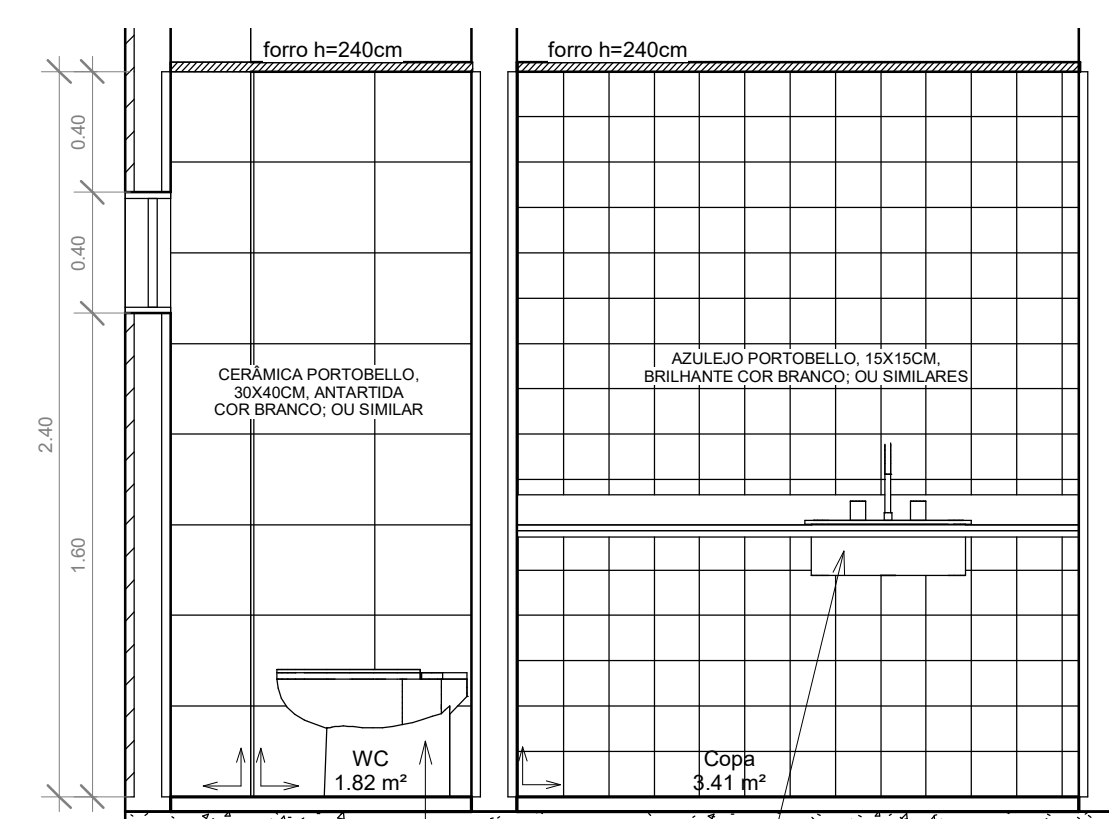 forro h=240cm
forro h=240cm
0.40
0.40
2.40
1.60
CERÂMICA PORTOBELLO,
30X40CM, ANTARTIDA
COR BRANCO; OU SIMILAR
AZULEJO PORTOBELLO, 15X15CM,
BRILHANTE COR BRANCO; OU SIMILARES
WC
1.82 m²
Copa
3.41 m²